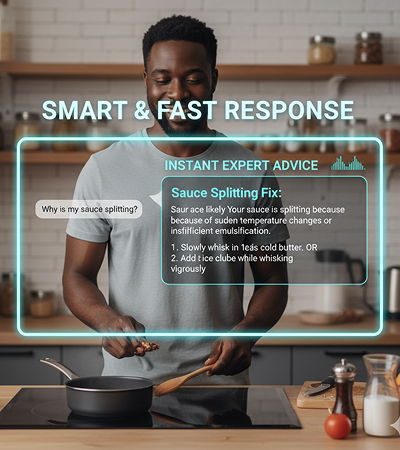 SMART & FAST RESPONSE
INSTANT EXPERT ADVICE
Why is my sauce splitting?
Sauce Splitting Fix:
Saur ace likely Your sauce is splitting because
because of suden temperature changes or
insfifficient emulsification.
1. Slowly whisk in 1eás cold butter. OR
2. Add t ice clube while whisking
vigrously